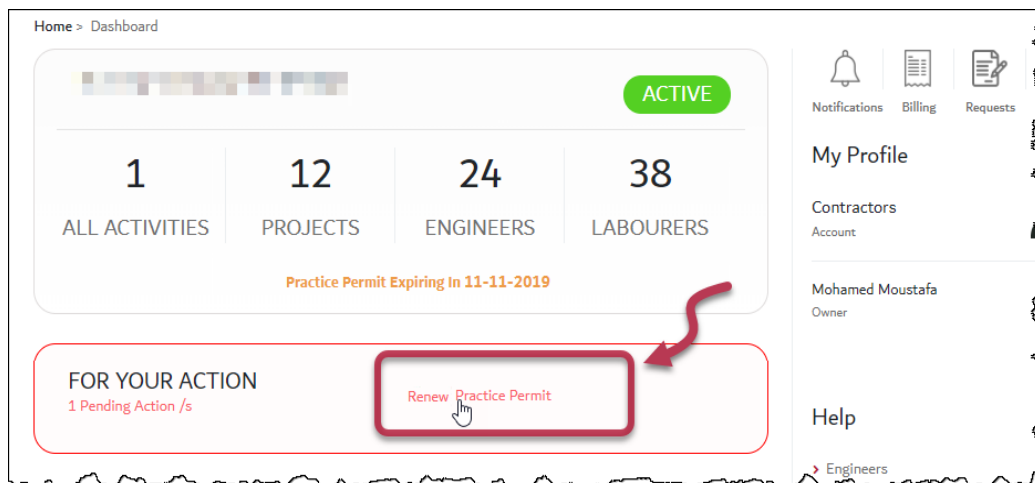 Home > Dashboard
ACTIVE
1
ALL ACTIVITIES
12
PROJECTS
24
ENGINEERS
38
LABOURERS
Practice Permit Expiring In 11-11-2019
FOR YOUR ACTION
1 Pending Action /s
Renew Practice Permit
Notifications
Billing
Requests
My Profile
Contractors
Account
Mohamed Moustafa
Owner
Help
> Engineers